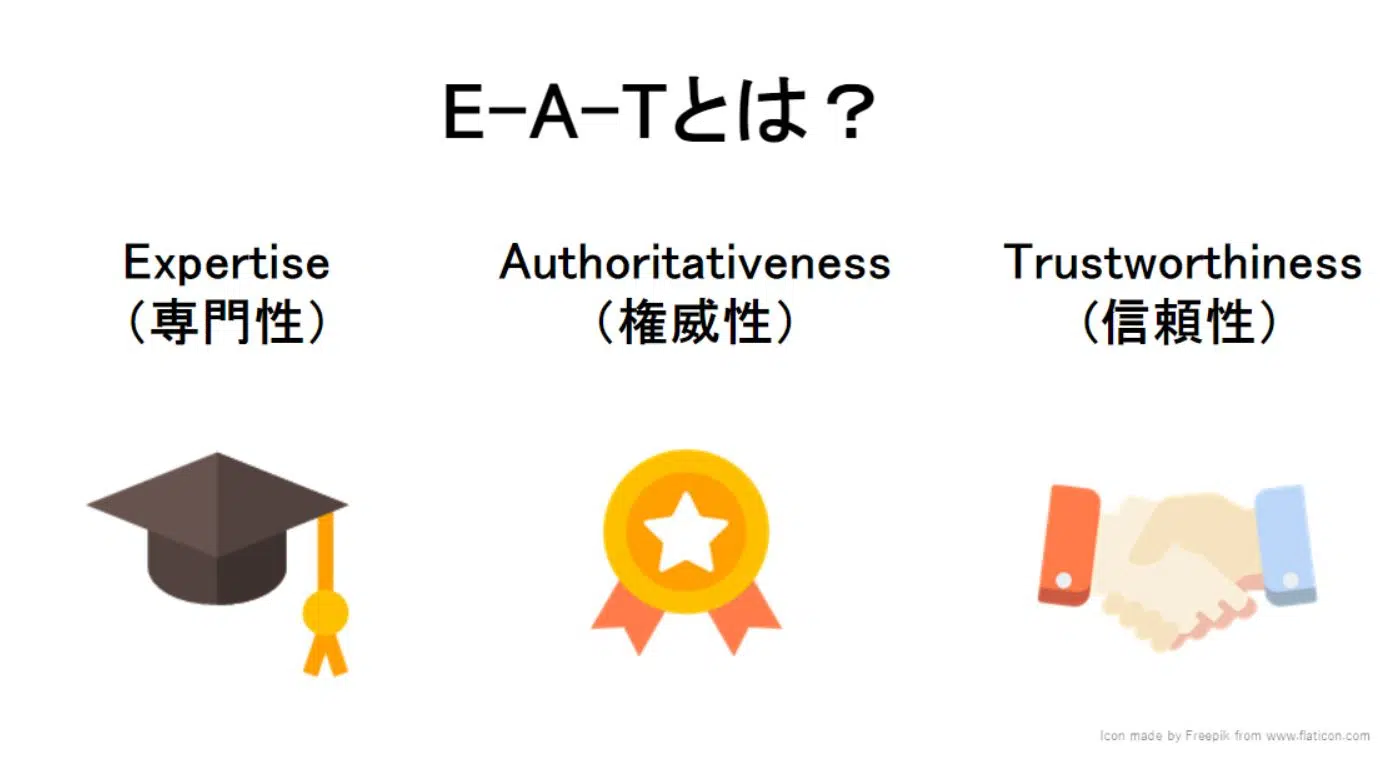 E-A-Tとは？
Expertise
（専門性）
Authoritativeness
（権威性）
Trustworthiness
（信頼性）
Icon made by Freepik from www.flaticon.com